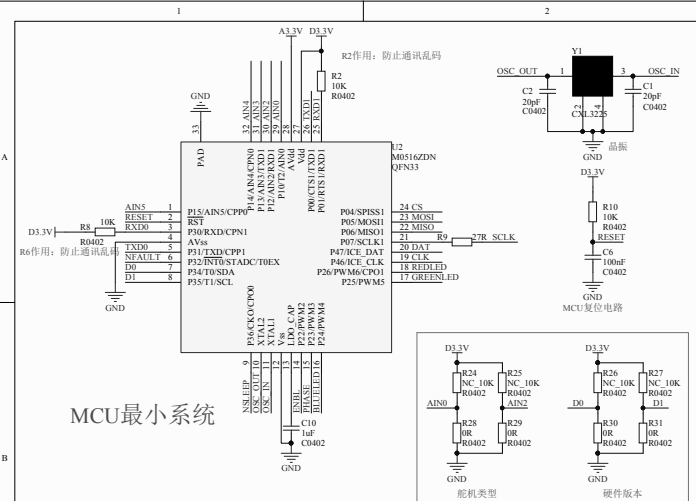 1
2
A
B
A3.3V D3.3V
R2作用：防止通讯乱码
R2
10K
R0402
GND
33
PAD
32 AIN4
31 AIN3
30 AIN2
29 AIN0
28
27
26 TXD1
25 RXD1
P14/AIN4/CPN0
P13/AIN3/TXD1
P12/AIN2/RXD1
P10/T2/AIN0
AVdd
Vdd
P00/CTS1/TXD1
P01/RTS1/RXD1
U2
M0516ZDN
QFN33
AIN5 1 P15/AIN5/CPP0
RESET 2 RST
D3.3V R8 10K R0402 RXD0 3 P30/RXD/CPN1
4 AVss
R6作用：防止通讯乱码
TXD0 5 P31/TXD/CPP1
NFAULT 6 P32/INT0/STADC/T0EX
D0 7 P34/T0/SDA
D1 8 P35/T1/SCL
GND
P04/SPISS1 24 CS
P05/MOSI1 23 MOSI
P06/MISO1 22 MISO
P07/SCLK1 21 R9 27R SCLK
P47/ICE_DAT 20 DAT
P46/ICE_CLK 19 CLK
P26/PWM6/CPO1 18 REDLED
P25/PWM5 17 GREENLED
P36/CKO/CPO0
XTAL2
XTAL1
Vss
LDO_CAP
P22/PWM2
P23/PWM3
P24/PWM4
NSLEEP 9
OSC_OUT 10
OSC_IN 11
12
13
ENBL 14
PHASE 15
BLUELED 16
C10
1uF
C0402
GND
MCU最小系统
Y1
OSC_OUT 1 3 OSC_IN
2 4
C2
20pF
C0402
CXL3225
C1
20pF
C0402
GND
晶振
D3.3V
R10
10K
R0402
RESET
C6
100nF
C0402
GND
MCU复位电路
D3.3V
R24
NC_10K
R0402
R25
NC_10K
R0402
AIN0
AIN2
R28
0R
R0402
R29
0R
R0402
GND
舵机类型
D3.3V
R26
NC_10K
R0402
R27
NC_10K
R0402
D0
D1
R30
0R
R0402
R31
0R
R0402
GND
硬件版本